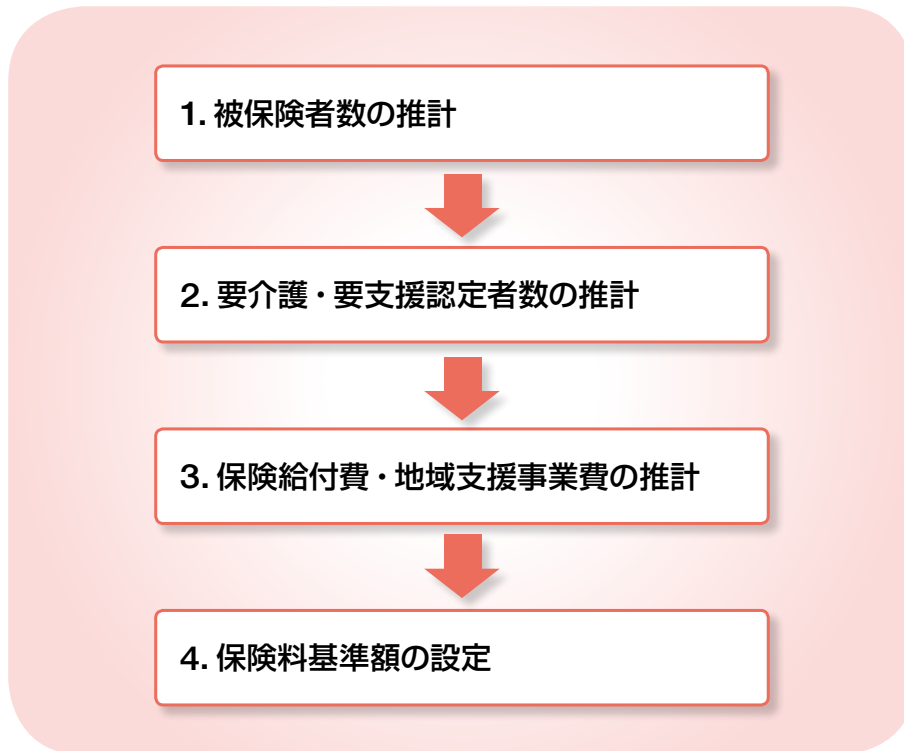 1. 被保険者数の推計
2. 要介護・要支援認定者数の推計
3. 保険給付費・地域支援事業費の推計
4. 保険料基準額の設定